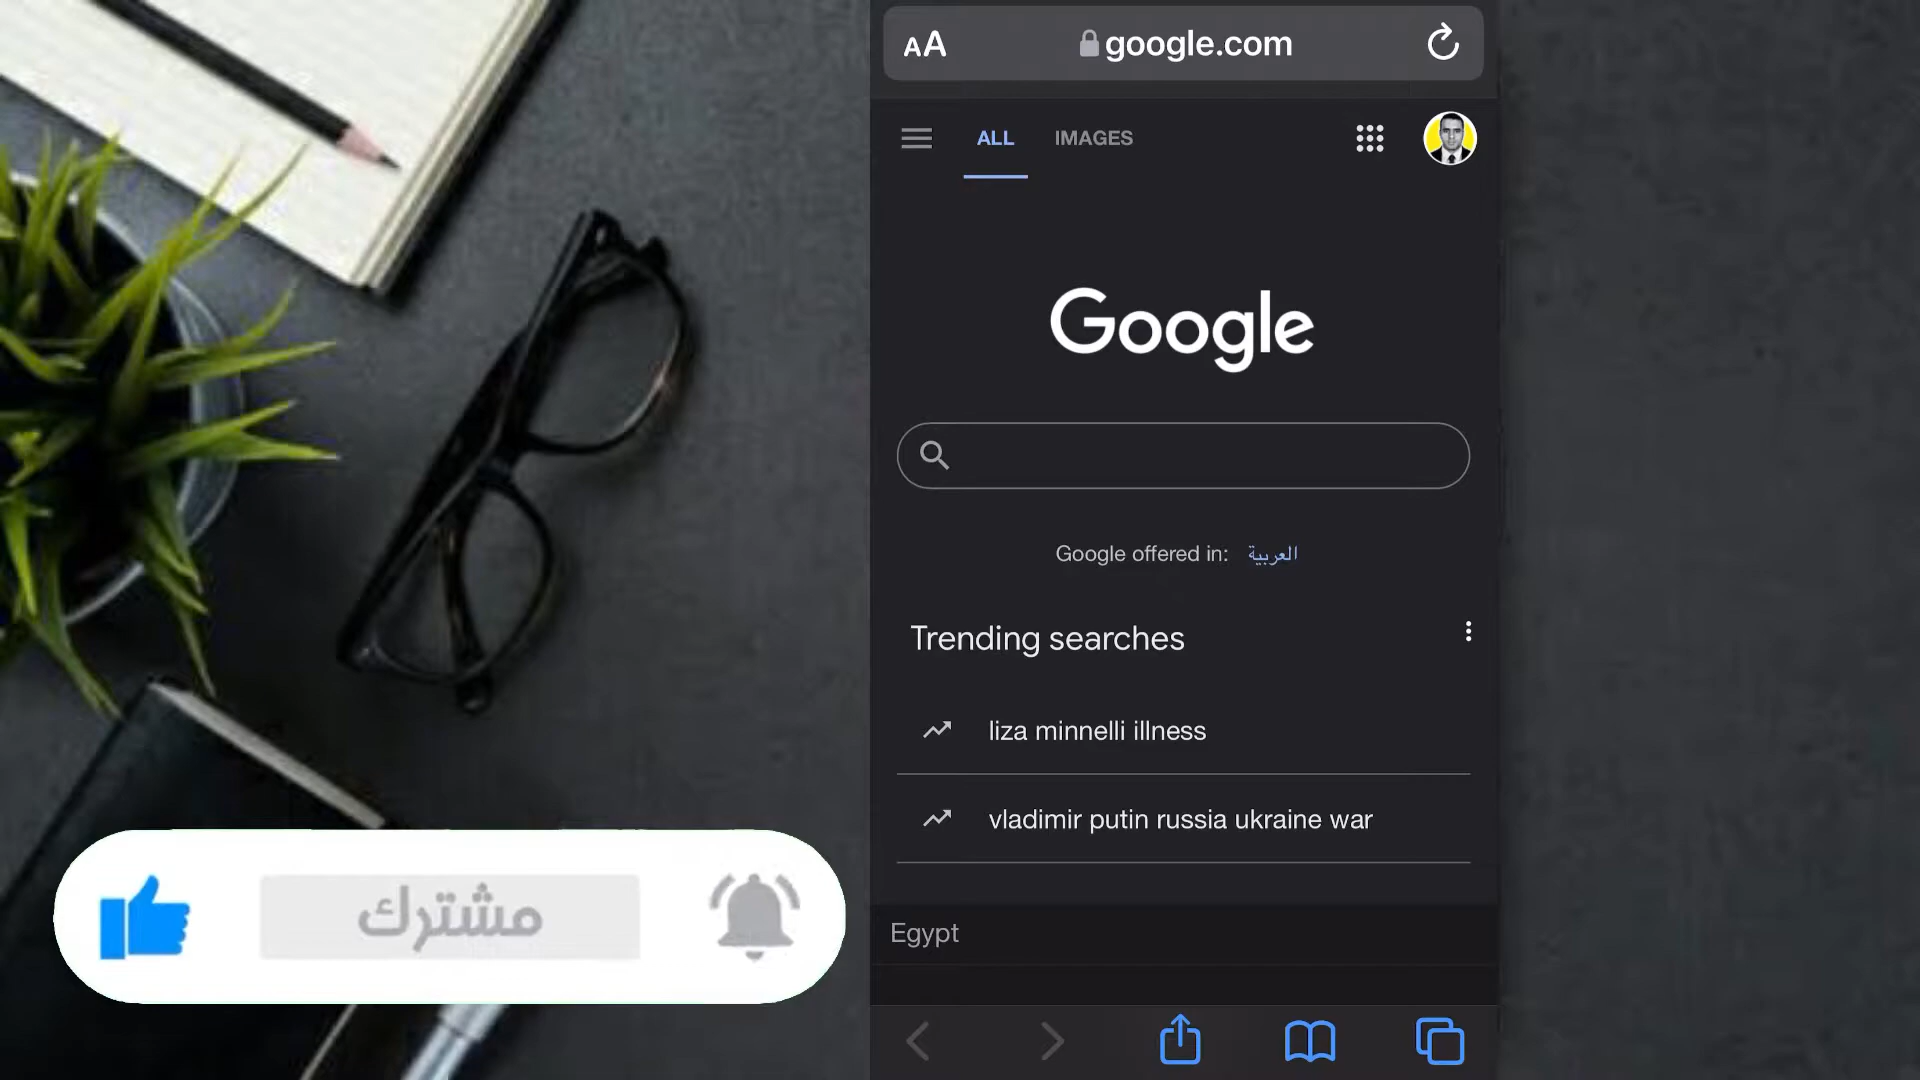 AA
google.com
ALL
IMAGES
Google
Google offered in: العربية
Trending searches
liza minnelli illness
vladimir putin russia ukraine war
Egypt
مشترك